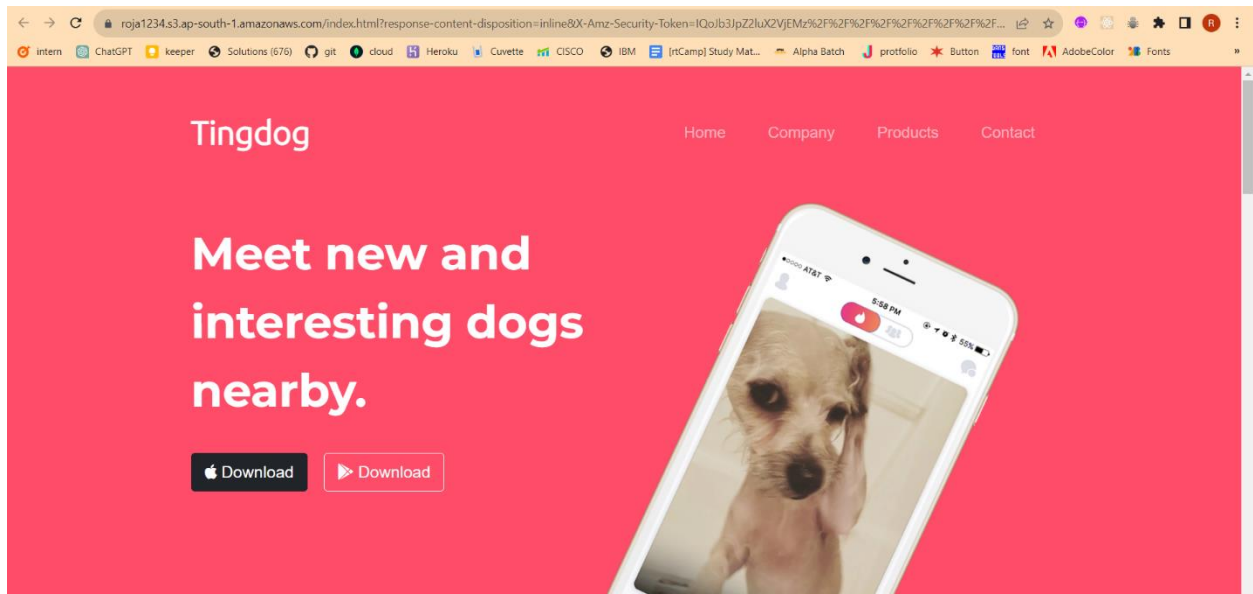 roja1234.s3.ap-south-1.amazonaws.com/index.html?response-content-disposition=inline&X-Amz-Security-Token=IQoJb3JpZ2luX2VjEMz%2F%2F%2F%2F%2F%2F%2F%2F%2F...
intern ChatGPT keeper Solutions (676) git cloud Heroku Cuvette CISCO IBM [rtCamp] Study Mat... Alpha Batch protfolio Button font AdobeColor Fonts »
Tingdog Home Company Products Contact
Meet new and
interesting dogs
nearby.
Download Download
AT&T
5:58 PM
55%